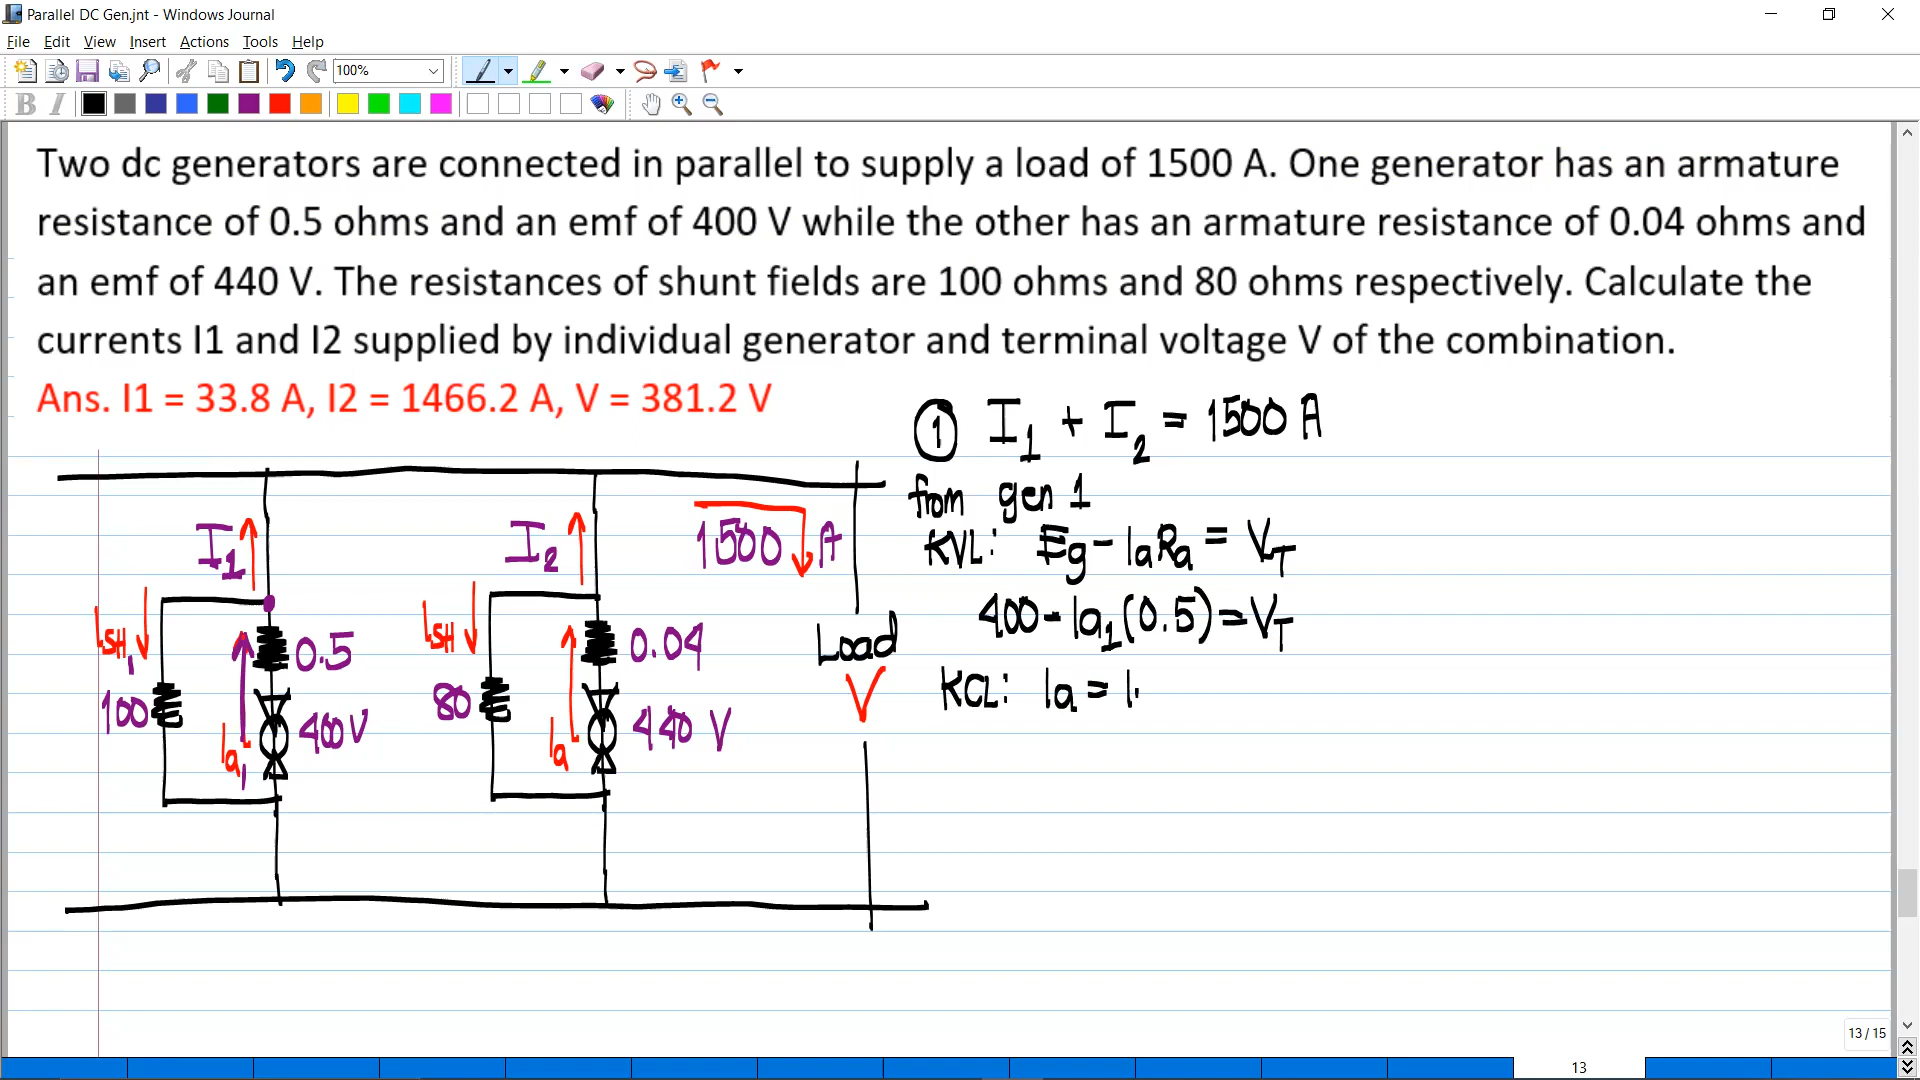 Parallel DC Gen.jnt - Windows Journal
File Edit View Insert Actions Tools Help
100%
B I
Two dc generators are connected in parallel to supply a load of 1500 A. One generator has an armature
resistance of 0.5 ohms and an emf of 400 V while the other has an armature resistance of 0.04 ohms and
an emf of 440 V. The resistances of shunt fields are 100 ohms and 80 ohms respectively. Calculate the
currents I1 and I2 supplied by individual generator and terminal voltage V of the combination.
Ans. I1 = 33.8 A, I2 = 1466.2 A, V = 381.2 V
① I1 + I2 = 1500 A
from gen 1
KVL: Eg - IaRa = VT
400 - Ia1(0.5) = VT
KCL: Ia = I
I1
I2
1500 A
ISH1
0.5
ISH
0.04
Load
V
100
400V
80
440 V
Ia1
Ia
13 / 15
13